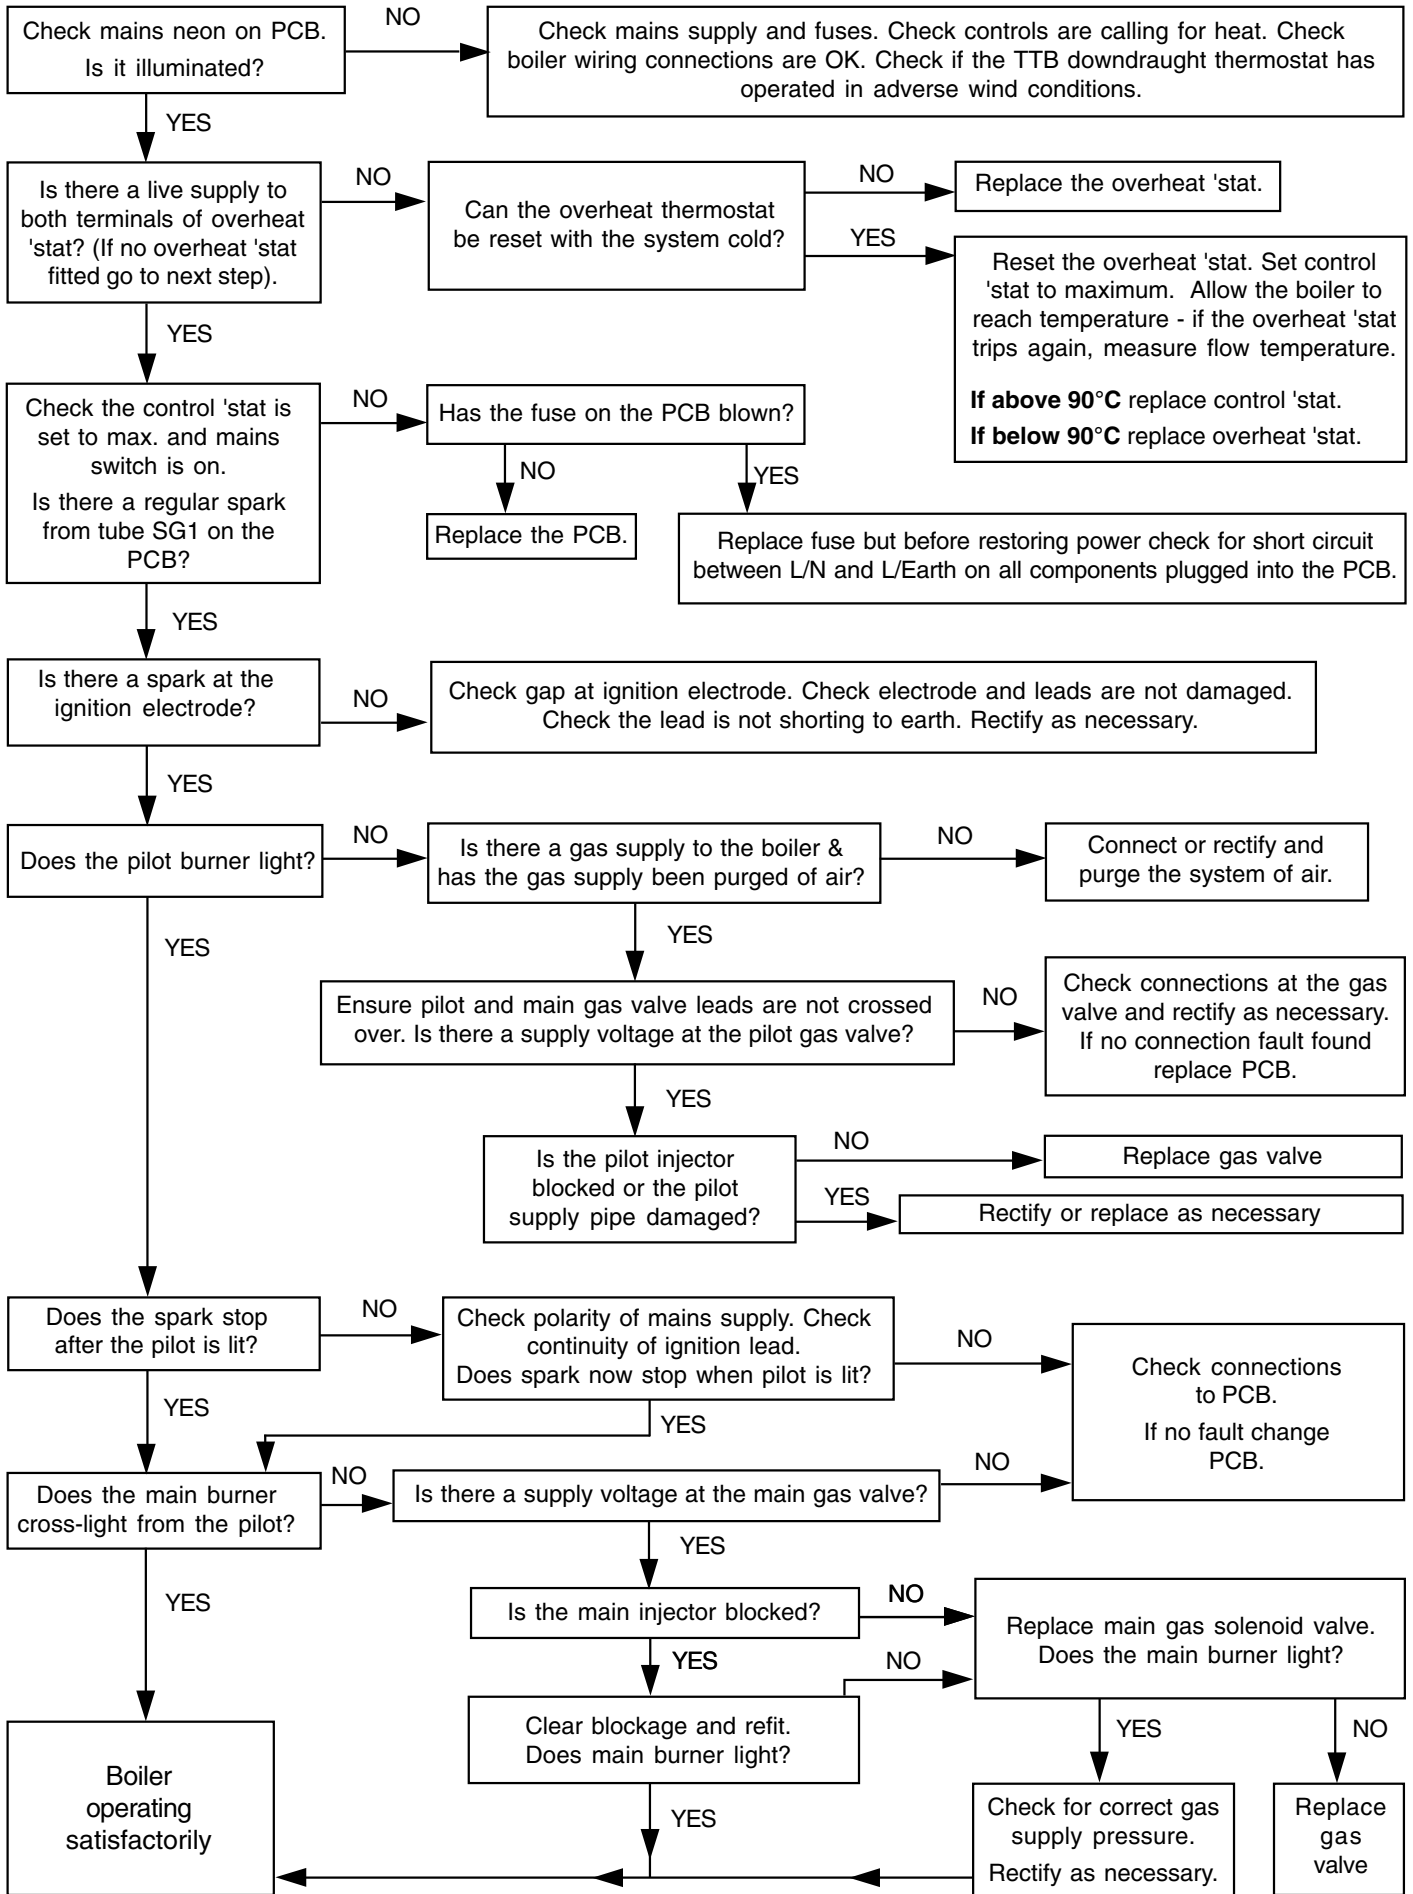 Check mains neon on PCB.
Is it illuminated?
NO
Check mains supply and fuses. Check controls are calling for heat. Check
boiler wiring connections are OK. Check if the TTB downdraught thermostat has
operated in adverse wind conditions.
YES
Is there a live supply to
both terminals of overheat
'stat? (If no overheat 'stat
fitted go to next step).
NO
Can the overheat thermostat
be reset with the system cold?
NO
Replace the overheat 'stat.
YES
Reset the overheat 'stat. Set control
'stat to maximum. Allow the boiler to
reach temperature - if the overheat 'stat
trips again, measure flow temperature.
If above 90°C replace control 'stat.
If below 90°C replace overheat 'stat.
YES
Check the control 'stat is
set to max. and mains
switch is on.
Is there a regular spark
from tube SG1 on the
PCB?
NO
Has the fuse on the PCB blown?
NO
YES
Replace the PCB.
Replace fuse but before restoring power check for short circuit
between L/N and L/Earth on all components plugged into the PCB.
YES
Is there a spark at the
ignition electrode?
NO
Check gap at ignition electrode. Check electrode and leads are not damaged.
Check the lead is not shorting to earth. Rectify as necessary.
YES
Does the pilot burner light?
NO
Is there a gas supply to the boiler &
has the gas supply been purged of air?
NO
Connect or rectify and
purge the system of air.
YES
YES
Ensure pilot and main gas valve leads are not crossed
over. Is there a supply voltage at the pilot gas valve?
NO
Check connections at the gas
valve and rectify as necessary.
If no connection fault found
replace PCB.
YES
Is the pilot injector
blocked or the pilot
supply pipe damaged?
NO
Replace gas valve
YES
Rectify or replace as necessary
Does the spark stop
after the pilot is lit?
NO
Check polarity of mains supply. Check
continuity of ignition lead.
Does spark now stop when pilot is lit?
NO
Check connections
to PCB.
If no fault change
PCB.
YES
YES
Does the main burner
cross-light from the pilot?
NO
Is there a supply voltage at the main gas valve?
NO
YES
YES
Is the main injector blocked?
NO
Replace main gas solenoid valve.
Does the main burner light?
YES
NO
Clear blockage and refit.
Does main burner light?
YES
NO
YES
Boiler
operating
satisfactorily
Check for correct gas
supply pressure.
Rectify as necessary.
Replace
gas
valve